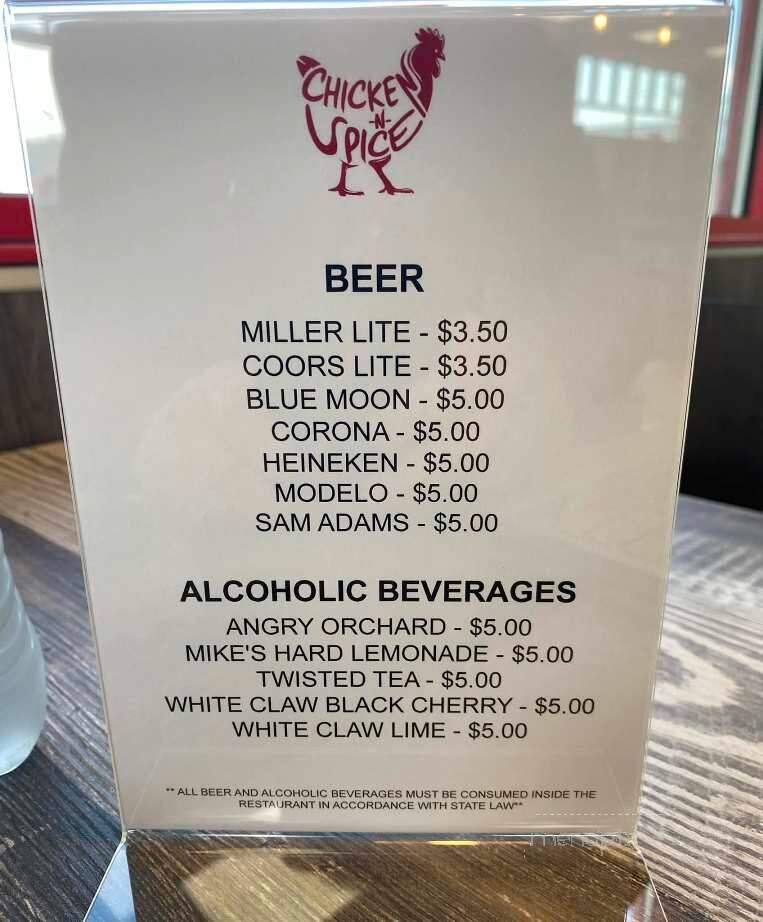 CHICKEN
-N-
SPICE
BEER
MILLER LITE - $3.50
COORS LITE - $3.50
BLUE MOON - $5.00
CORONA - $5.00
HEINEKEN - $5.00
MODELO - $5.00
SAM ADAMS - $5.00
ALCOHOLIC BEVERAGES
ANGRY ORCHARD - $5.00
MIKE'S HARD LEMONADE - $5.00
TWISTED TEA - $5.00
WHITE CLAW BLACK CHERRY - $5.00
WHITE CLAW LIME - $5.00
** ALL BEER AND ALCOHOLIC BEVERAGES MUST BE CONSUMED INSIDE THE
RESTAURANT IN ACCORDANCE WITH STATE LAW**